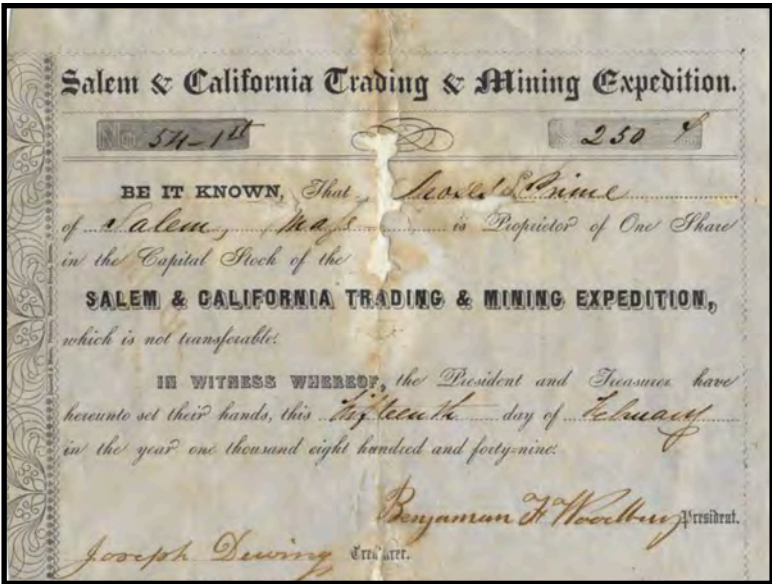 Salem & California Trading & Mining Expedition.
No. 54-1st $ 250
BE IT KNOWN, That Moses L Prime
of Salem, Mass is Proprietor of One Share
in the Capital Stock of the
SALEM & CALIFORNIA TRADING & MINING EXPEDITION,
which is not transferable.
IN WITNESS WHEREOF, the President and Treasurer have
hereunto set their hands, this fifteenth day of February
in the year one thousand eight hundred and forty-nine.
Benjamin H Woodbury President.
Joseph Dewing Treasurer.